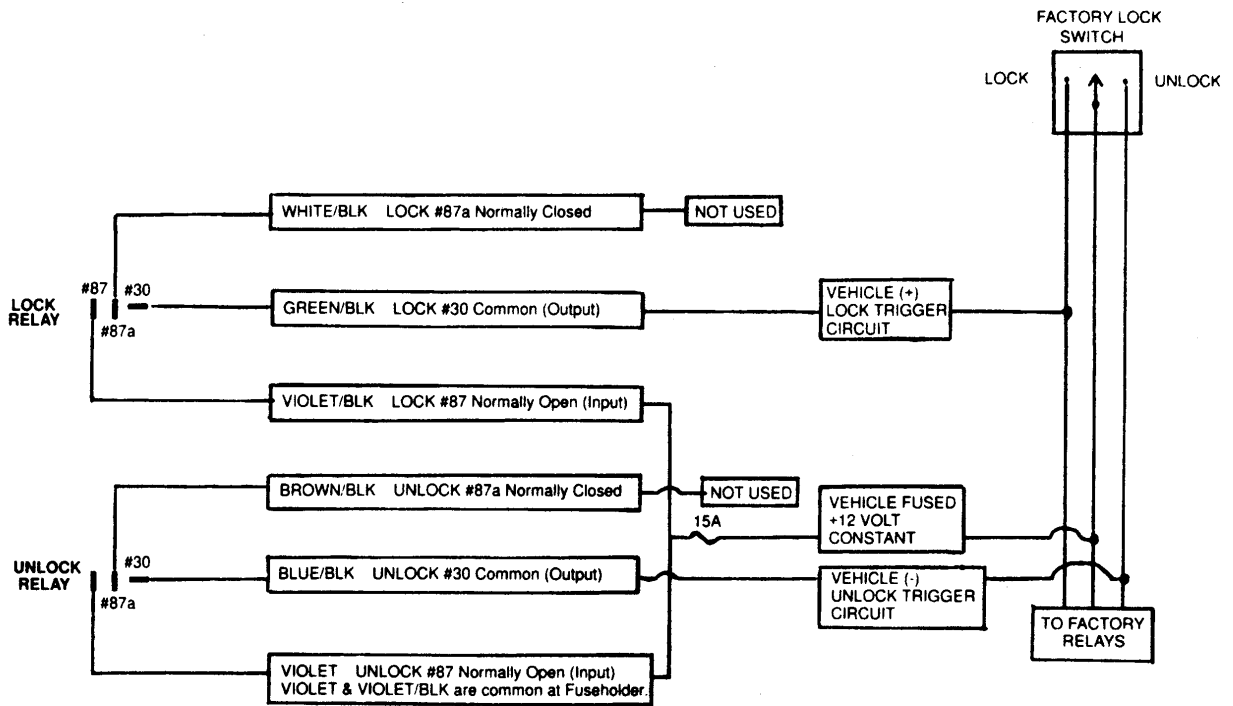 FACTORY LOCK
SWITCH
LOCK
UNLOCK
WHITE/BLK LOCK #87a Normally Closed
NOT USED
#87
#30
LOCK
RELAY
#87a
GREEN/BLK LOCK #30 Common (Output)
VEHICLE (+)
LOCK TRIGGER
CIRCUIT
VIOLET/BLK LOCK #87 Normally Open (Input)
BROWN/BLK UNLOCK #87a Normally Closed
NOT USED
15A
VEHICLE FUSED
+12 VOLT
CONSTANT
#30
UNLOCK
RELAY
#87a
BLUE/BLK UNLOCK #30 Common (Output)
VEHICLE (-)
UNLOCK TRIGGER
CIRCUIT
TO FACTORY
RELAYS
VIOLET UNLOCK #87 Normally Open (Input)
VIOLET & VIOLET/BLK are common at Fuseholder.